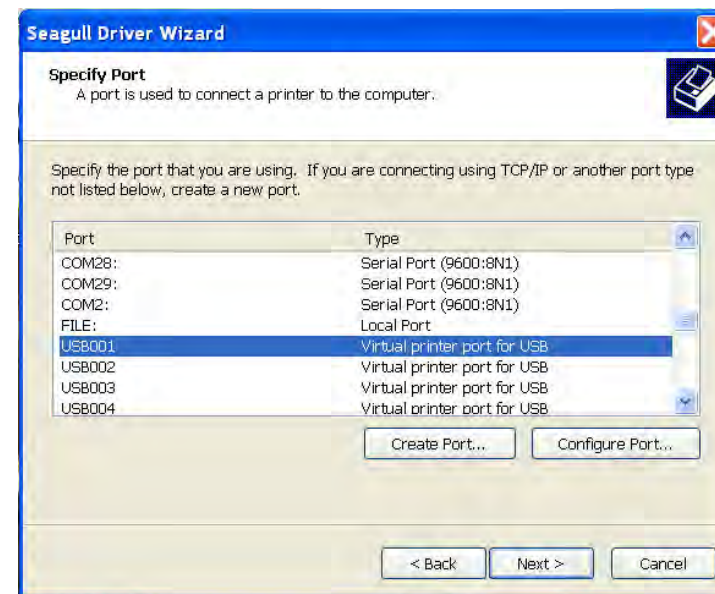 Seagull Driver Wizard
Specify Port
A port is used to connect a printer to the computer.
Specify the port that you are using. If you are connecting using TCP/IP or another port type
not listed below, create a new port.
Port Type
COM28: Serial Port (9600:8N1)
COM29: Serial Port (9600:8N1)
COM2: Serial Port (9600:8N1)
FILE: Local Port
USB001 Virtual printer port for USB
USB002 Virtual printer port for USB
USB003 Virtual printer port for USB
USB004 Virtual printer port for USB
Create Port... Configure Port...
< Back Next > Cancel